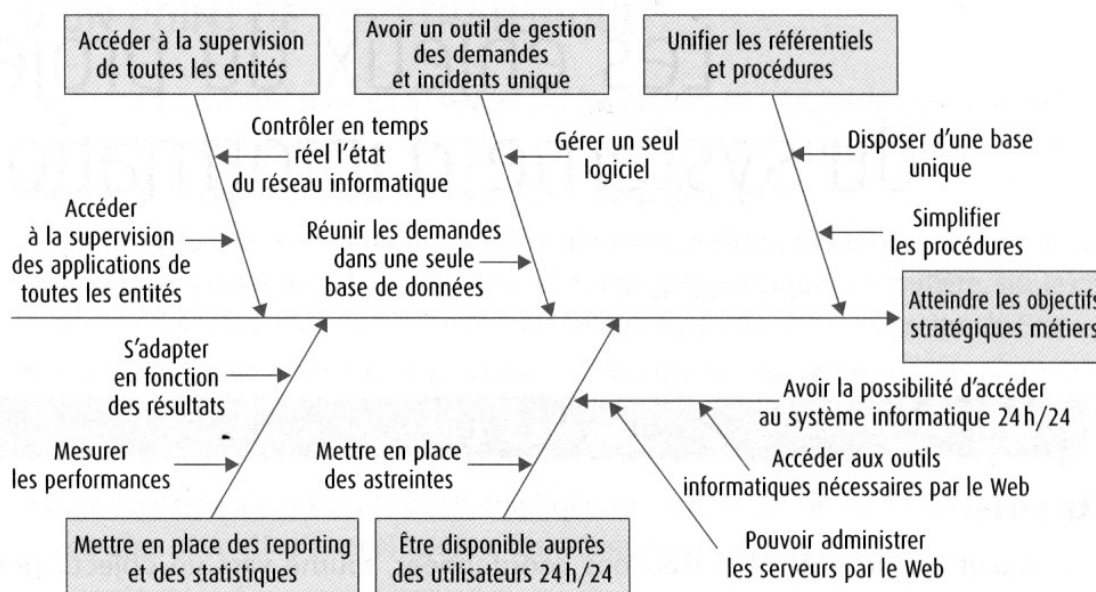 Accéder à la supervision
de toutes les entités
Avoir un outil de gestion
des demandes
et incidents unique
Unifier les référentiels
et procédures
Contrôler en temps
réel l'état
du réseau informatique
Gérer un seul
logiciel
Disposer d'une base
unique
Accéder
à la supervision
des applications de
toutes les entités
Réunir les demandes
dans une seule
base de données
Simplifier
les procédures
Atteindre les objectifs
stratégiques métiers
S'adapter
en fonction
des résultats
Avoir la possibilité d'accéder
au système informatique 24h/24
Mesurer
les performances
Mettre en place
des astreintes
Accéder aux outils
informatiques nécessaires par le Web
Mettre en place des reporting
et des statistiques
Être disponible auprès
des utilisateurs 24h/24
Pouvoir administrer
les serveurs par le Web